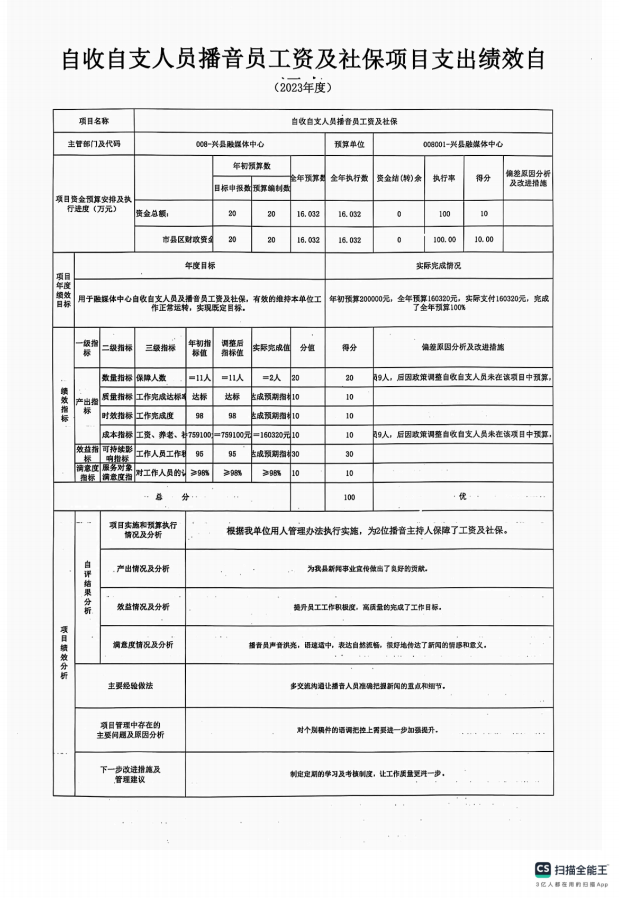 自收自支人员播音员工资及社保项目支出绩效自
（2023年度）
项目名称 自收自支人员播音员工资及社保
主管部门及代码 008-兴县融媒体中心 预算单位 008001-兴县融媒体中心
项目资金预算安排及执
行进度（万元）
年初预算数
目标申报数 预算编制数 全年预算数 全年执行数 资金结(转)余 执行率 得分 偏差原因分析
及改进措施
资金总额: 20 20 16.032 16.032 0 100 10
市县区财政资金 20 20 16.032 16.032 0 100.00 10.00
项目
年度
绩效
目标
年度目标 实际完成情况
用于融媒体中心自收自支人员及播音员工资及社保，有效的维持本单位工
作正常运转，实现既定目标。
年初预算200000元，全年预算160320元，实际支付160320元，完成
了全年预算100%
绩效指标
一级指
标 二级指标 三级指标 年初指
标值 调整后
指标值 实际完成值 分值 得分 偏差原因分析及改进措施
产出指
标
数量指标 保障人数 ＝11人 ＝11人 ＝2人 20 20 9人，后因政策调整自收自支人员未在该项目中预算，
质量指标 工作完成达标率 达标 达标 达成预期指标 10 10
时效指标 工作完成度 98 98 达成预期指标 10 10
成本指标 工资、养老、社 759100 ＝759100元 ＝160320元 10 10 9人，后因政策调整自收自支人员未在该项目中预算，
效益指
标 可持续影
响指标 工作人员工作积 95 95 达成预期指标 30 30
满意度
指标 服务对象
满意度指 对工作人员的 ≥98% ≥98% ≥98% 10 10
总 分 100 优
项目绩效分析
自评结果分析
项目实施和预算执行
情况及分析
根据我单位用人管理办法执行实施，为2位播音主持人保障了工资及社保。
产出情况及分析 为我县新闻事业宣传做出了良好的贡献。
效益情况及分析 提升员工工作积极度，高质量的完成了工作目标。
满意度情况及分析 播音员声音洪亮，语速适中，表达自然流畅，很好地传达了新闻的情感和意义。
主要经验做法 多交流沟通让播音人员准确把握新闻的重点和细节。
项目管理中存在的
主要问题及原因分析
对个别稿件的语调把控上需要进一步加强提升。
下一步改进措施及
管理建议
制定定期的学习及考核制度，让工作质量更进一步。
CS 扫描全能王
3亿人都在用的扫描App